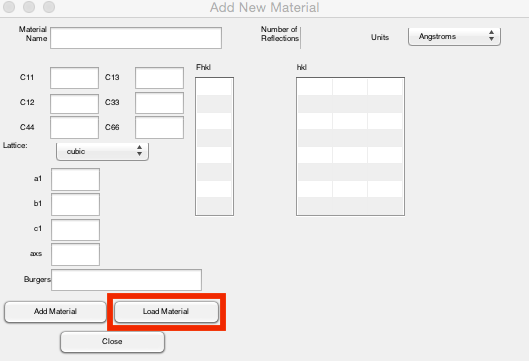 Add New Material
Material
Name
Number of
Reflections
Units
Angstroms
C11
C13
Fhkl
hkl
C12
C33
C44
C66
Lattice:
cubic
a1
b1
c1
axs
Burgers
Add Material
Load Material
Close